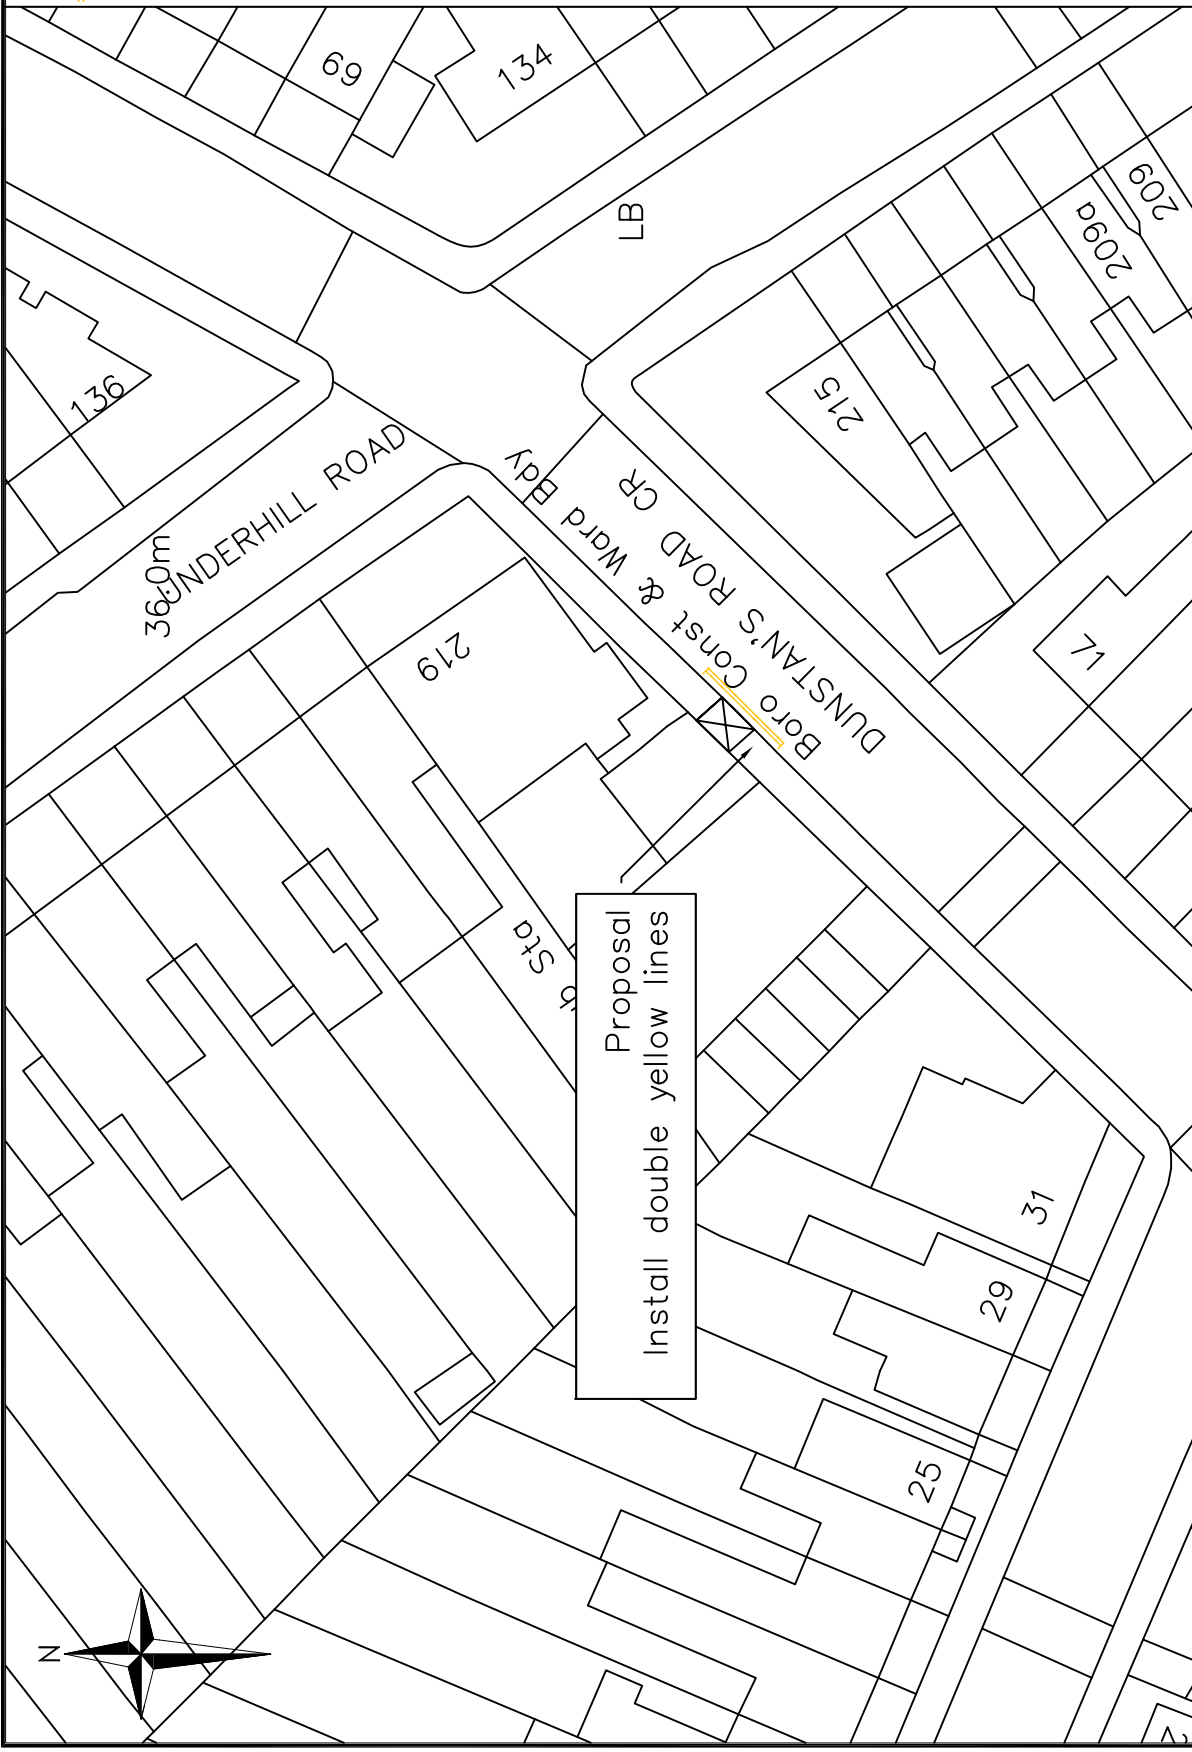 69
134
LB
209
209a
136
215
UNDERHILL ROAD
36.0m
Boro Const & Ward Bdy
DUNSTAN'S ROAD CR
219
71
Sta
Proposal
Install double yellow lines
31
29
25
N